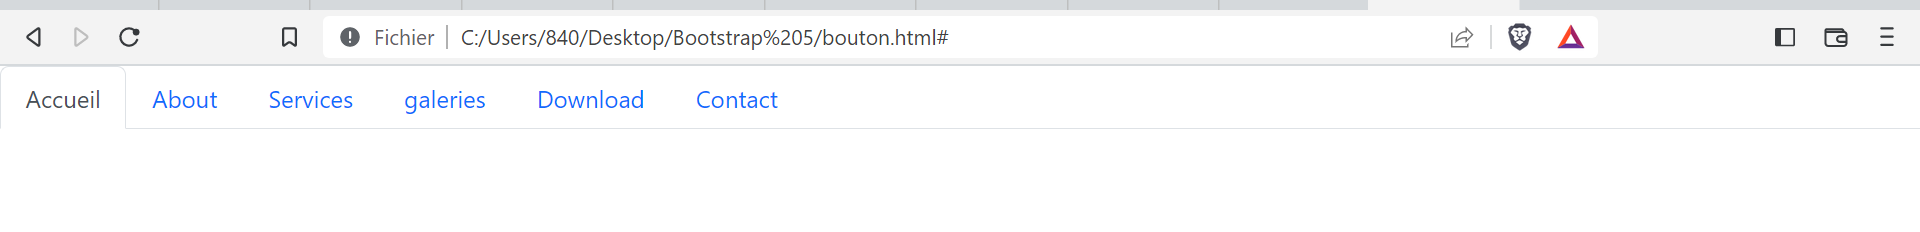 Fichier C:/Users/840/Desktop/Bootstrap%205/bouton.html#
Accueil About Services galeries Download Contact